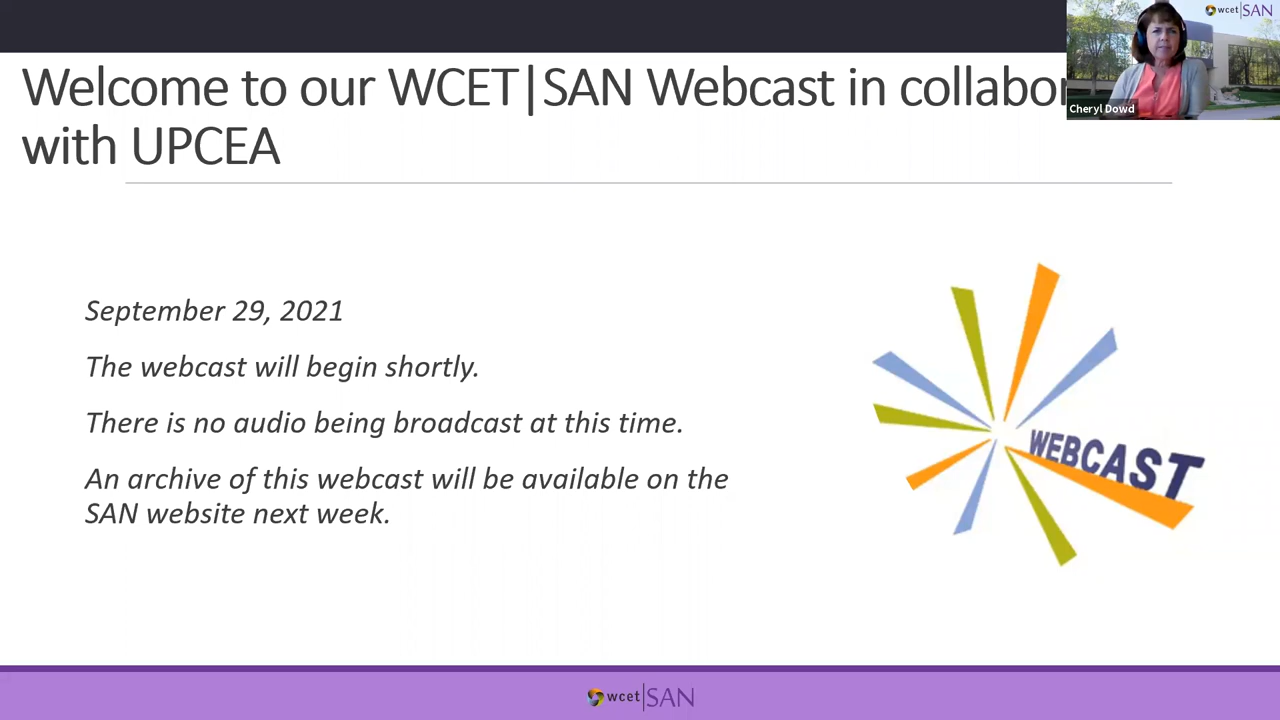 Welcome to our WCET|SAN Webcast in collabor
with UPCEA
wcet|SAN
Cheryl Dowd
September 29, 2021
The webcast will begin shortly.
There is no audio being broadcast at this time.
An archive of this webcast will be available on the
SAN website next week.
WEBCAST
wcet|SAN